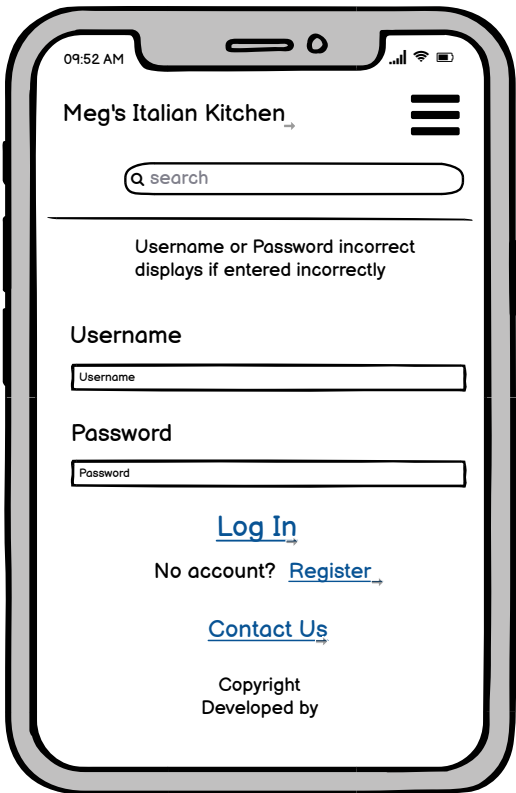 09:52 AM
Meg's Italian Kitchen
search
Username or Password incorrect
displays if entered incorrectly
Username
Username
Password
Password
Log In
No account? Register
Contact Us
Copyright
Developed by